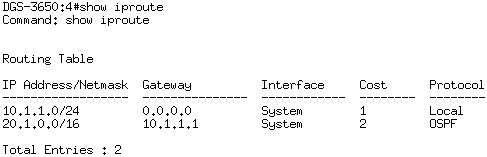 DGS-3650:4#show iproute
Command: show iproute
Routing Table
IP Address/Netmask  Gateway           Interface     Cost      Protocol
------------------  ----------------  ------------  --------  --------
10.1.1.0/24         0.0.0.0           System        1         Local
20.1.0.0/16         10.1.1.1          System        2         OSPF
Total Entries : 2